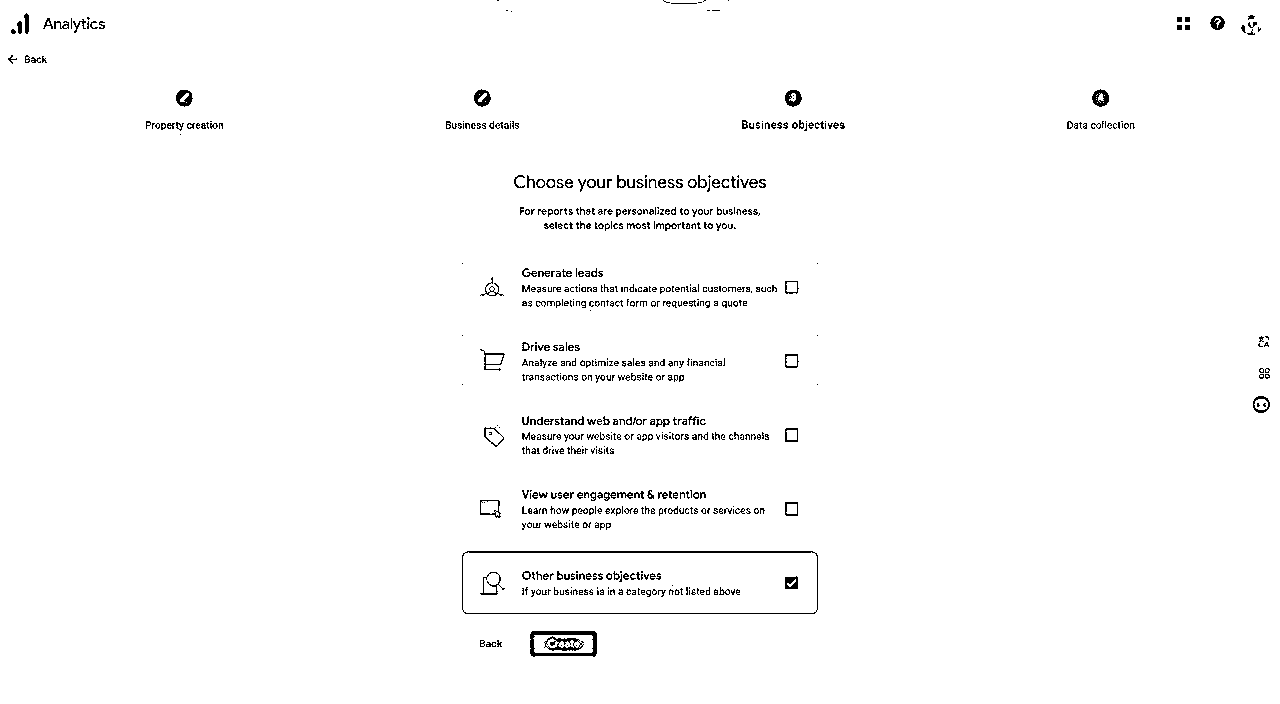 Analytics
Back
Property creation
Business details
Business objectives
Data collection
Choose your business objectives
For reports that are personalized to your business,
select the topics most important to you.
Generate leads
Measure actions that indicate potential customers, such
as completing contact form or requesting a quote
Drive sales
Analyze and optimize sales and any financial
transactions on your website or app
Understand web and/or app traffic
Measure your website or app visitors and the channels
that drive their visits
View user engagement & retention
Learn how people explore the products or services on
your website or app
Other business objectives
If your business is in a category not listed above
Back
Create